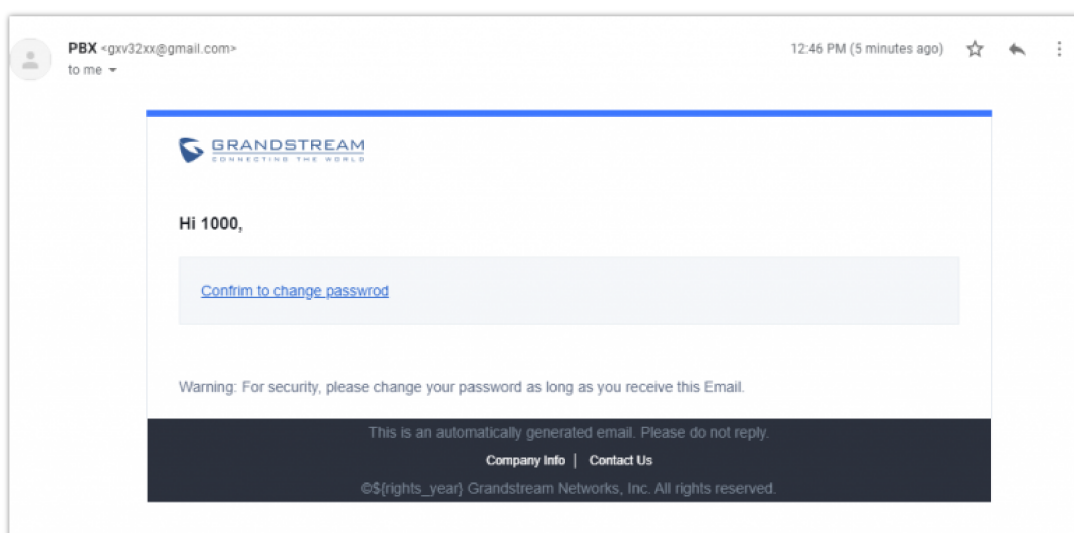 PBX <gxv32xx@gmail.com>
12:46 PM (5 minutes ago)
to me
GRANDSTREAM
CONNECTING THE WORLD
Hi 1000,
Confrim to change passwrod
Warning: For security, please change your password as long as you receive this Email.
This is an automatically generated email. Please do not reply.
Company Info | Contact Us
©${rights_year} Grandstream Networks, Inc. All rights reserved.